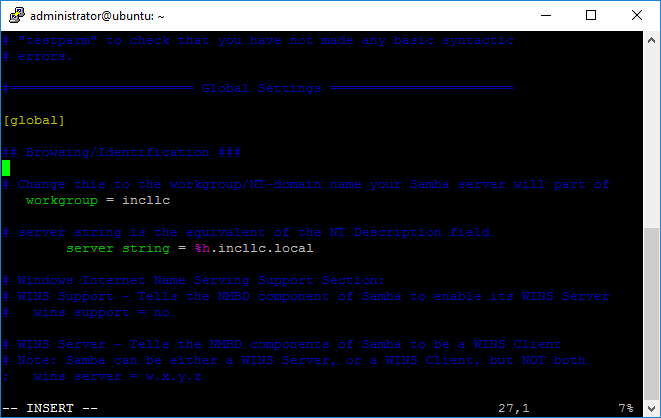 administrator@ubuntu: ~
# "testparm" to check that you have not made any basic syntactic
# errors.
#======================= Global Settings =======================
[global]
## Browsing/Identification ###
# Change this to the workgroup/NT-domain name your Samba server will part of
workgroup = incllc
# server string is the equivalent of the NT Description field
server string = %h.incllc.local
# Windows Internet Name Serving Support Section:
# WINS Support - Tells the NMBD component of Samba to enable its WINS Server
#   wins support = no
# WINS Server - Tells the NMBD components of Samba to be a WINS Client
# Note: Samba can be either a WINS Server, or a WINS Client, but NOT both
;   wins server = w.x.y.z
-- INSERT -- 27,1 7%